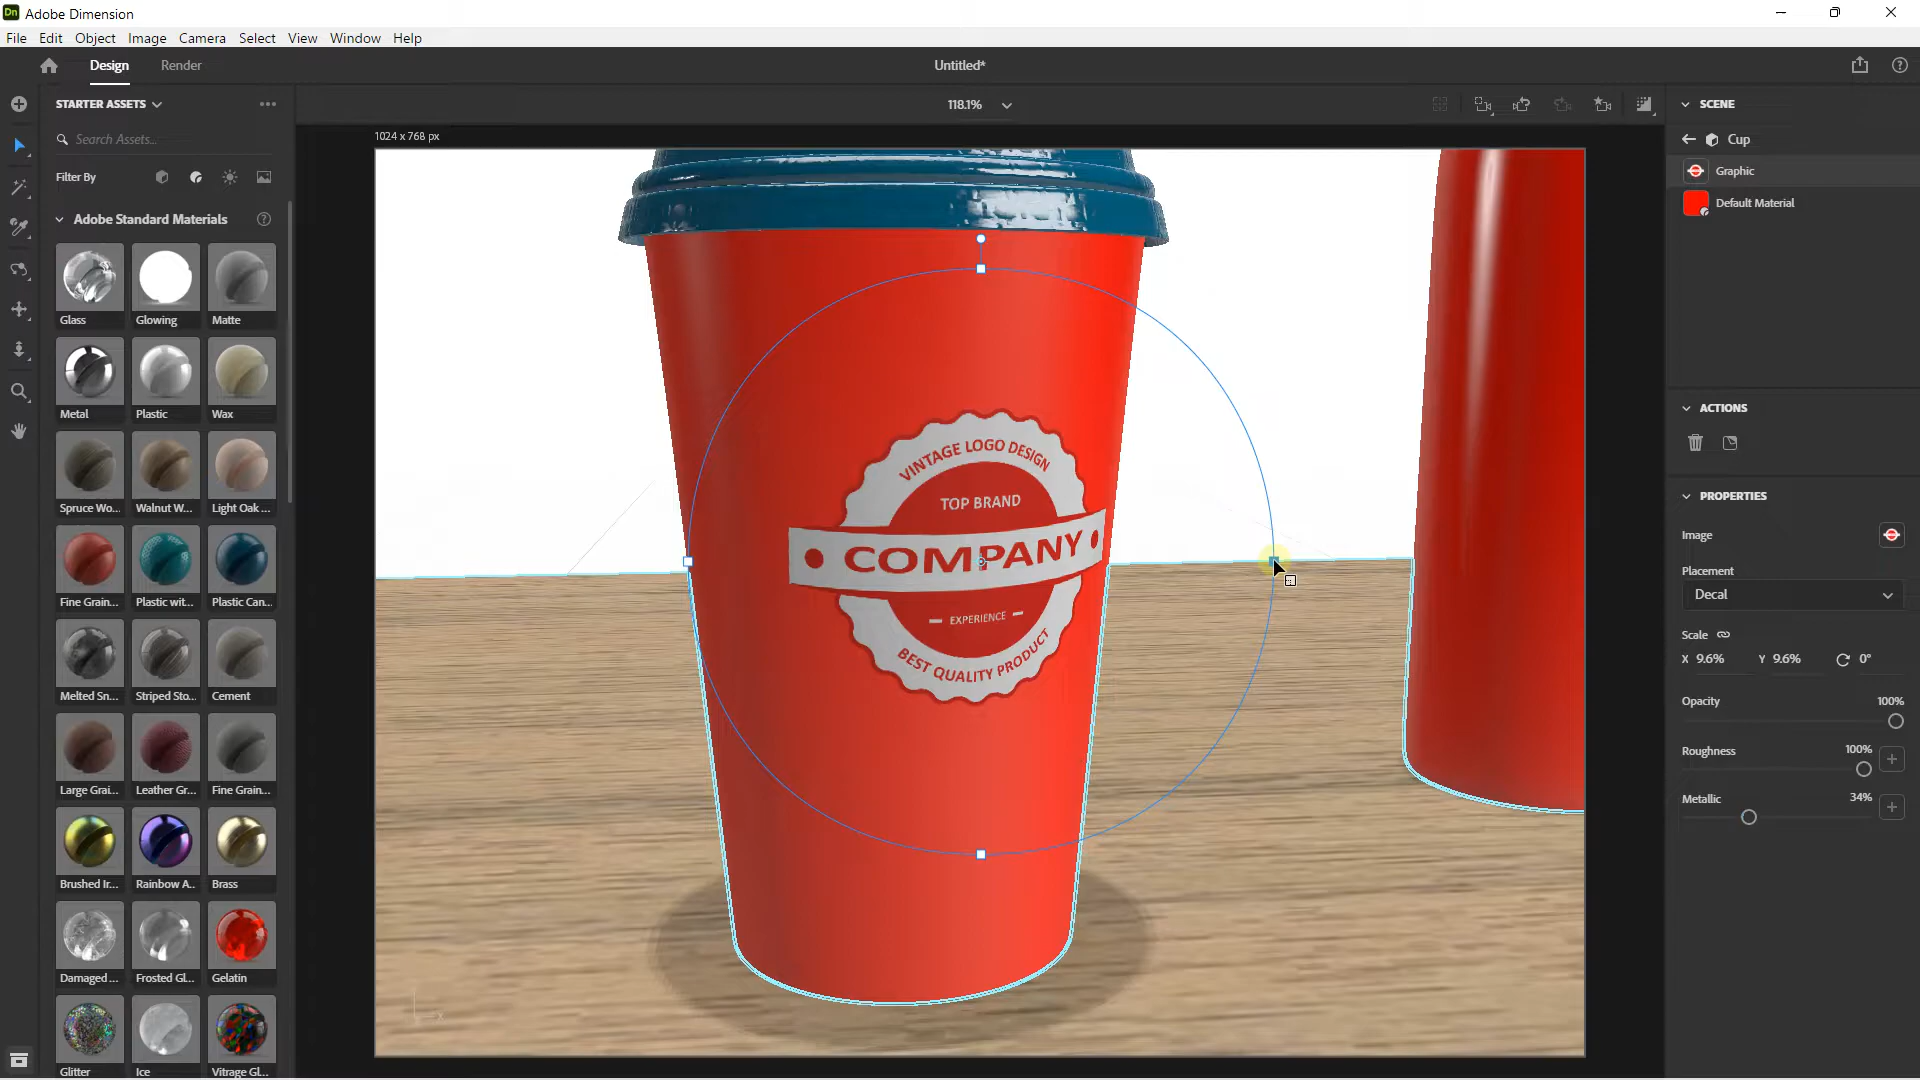 Dn Adobe Dimension
File Edit Object Image Camera Select View Window Help
Design Render Untitled*
STARTER ASSETS
118.1%
SCENE
1024 x 768 px
Search Assets...
Cup
Filter By
Graphic
Default Material
Adobe Standard Materials
Glass Glowing Matte
Metal Plastic Wax
Spruce Wo... Walnut W... Light Oak ...
Fine Grain... Plastic wit... Plastic Can...
Melted Sn... Striped Sto... Cement
Large Grai... Leather Gr... Fine Grain...
Brushed Ir... Rainbow A.. Brass
Damaged ... Frosted Gl... Gelatin
Glitter Ice Vitrage Gl...
VINTAGE LOGO DESIGN
TOP BRAND
COMPANY
EXPERIENCE
BEST QUALITY PRODUCT
ACTIONS
PROPERTIES
Image
Placement
Decal
Scale
X 9.6% Y 9.6% 0°
Opacity 100%
Roughness 100%
Metallic 34%